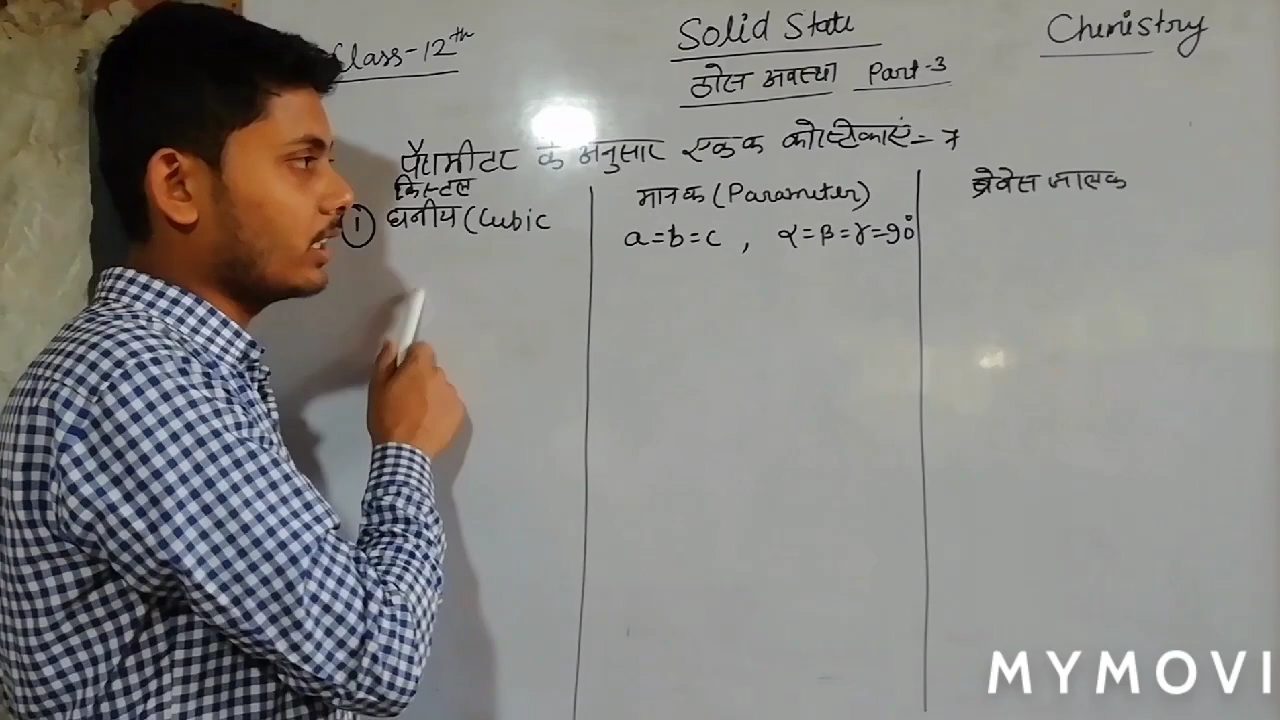 Class-12th
Solid State
Chemistry
ठोस अवस्था Part-3
पैरामीटर के अनुसार एकक कोष्ठिकाएं = 7
क्रिस्टल
मानक (Parameter)
ब्रेवेस जालक
① घनीय (Cubic
a=b=c , α=β=γ=90°
MYMOVI